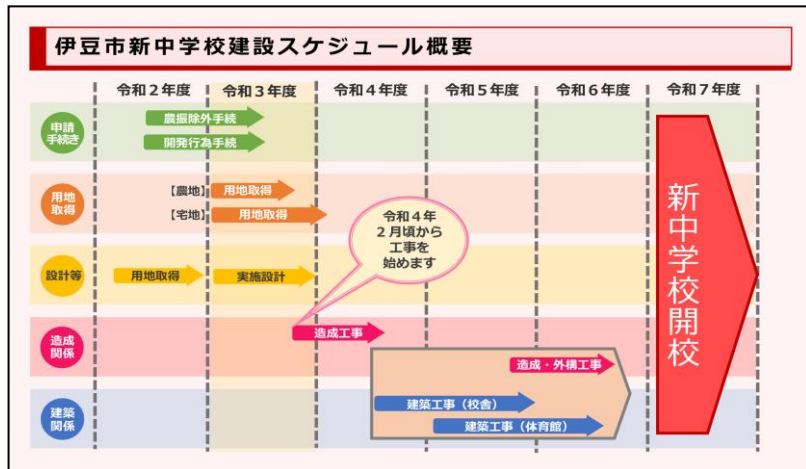 伊豆市新中学校建設スケジュール概要
令和２年度
令和３年度
令和４年度
令和５年度
令和６年度
令和７年度
申請
手続き
農振除外手続
開発行為手続
用地
取得
【農地】
用地取得
【宅地】
用地取得
令和４年
２月頃から
工事を
始めます
設計等
用地取得
実施設計
造成
関係
造成工事
造成・外構工事
建築
関係
建築工事（校舎）
建築工事（体育館）
新中学校開校